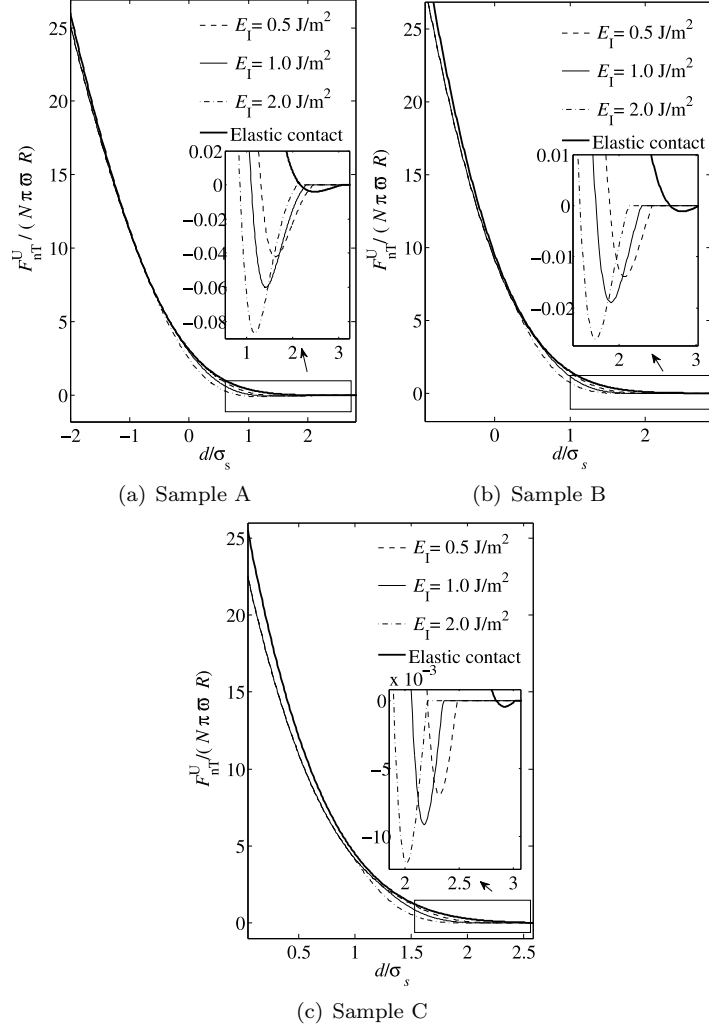 25
20
15
10
5
0
−2
−1
0
1
2
d/σs
F^U_nT / ( N π ϖ R)
E_I= 0.5 J/m²
E_I= 1.0 J/m²
E_I= 2.0 J/m²
Elastic contact
0.02
0
−0.02
−0.04
−0.06
−0.08
1
2
3
(a) Sample A
25
20
15
10
5
0
0
1
2
d/σs
F^U_nT / ( N π ϖ R)
E_I= 0.5 J/m²
E_I= 1.0 J/m²
E_I= 2.0 J/m²
Elastic contact
0.01
0
−0.01
−0.02
2
3
(b) Sample B
25
20
15
10
5
0
0.5
1
1.5
2
2.5
d/σs
F^U_nT /( N π ϖ R)
E_I= 0.5 J/m²
E_I= 1.0 J/m²
E_I= 2.0 J/m²
Elastic contact
x 10⁻³
0
−5
−10
2
2.5
3
(c) Sample C